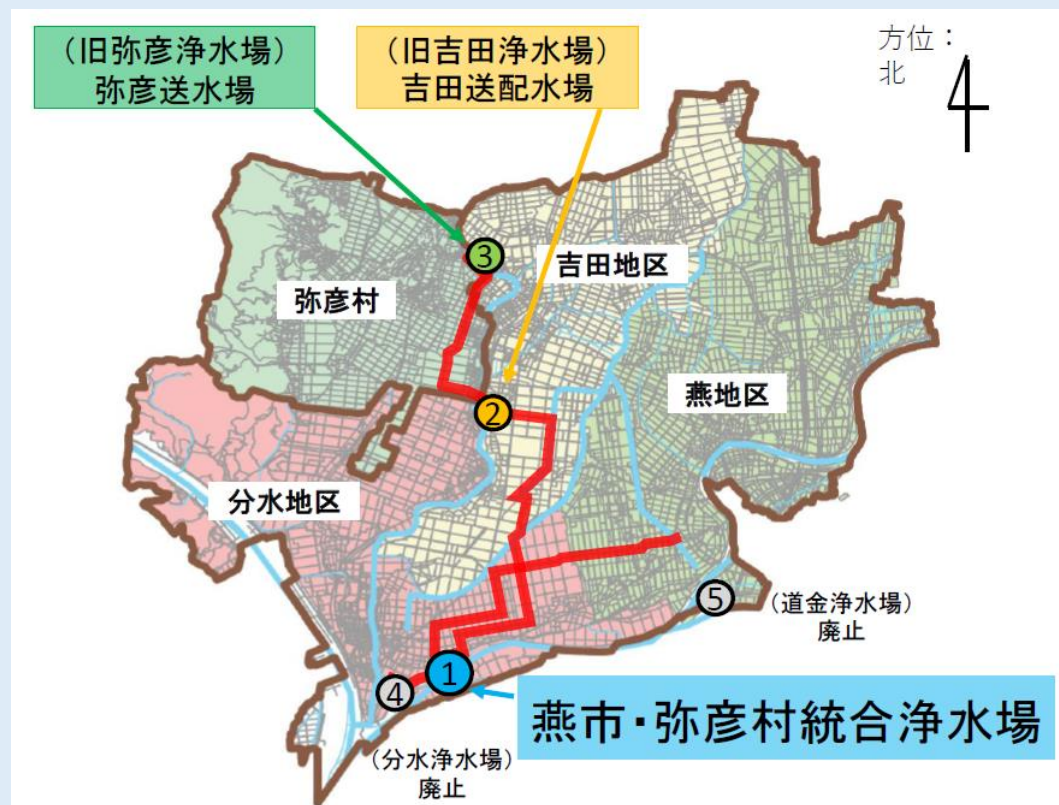 (旧弥彦浄水場)
弥彦送水場
(旧吉田浄水場)
吉田送配水場
方位：
北
3
吉田地区
弥彦村
燕地区
2
分水地区
5
(道金浄水場)
廃止
1
4
燕市・弥彦村統合浄水場
(分水浄水場)
廃止